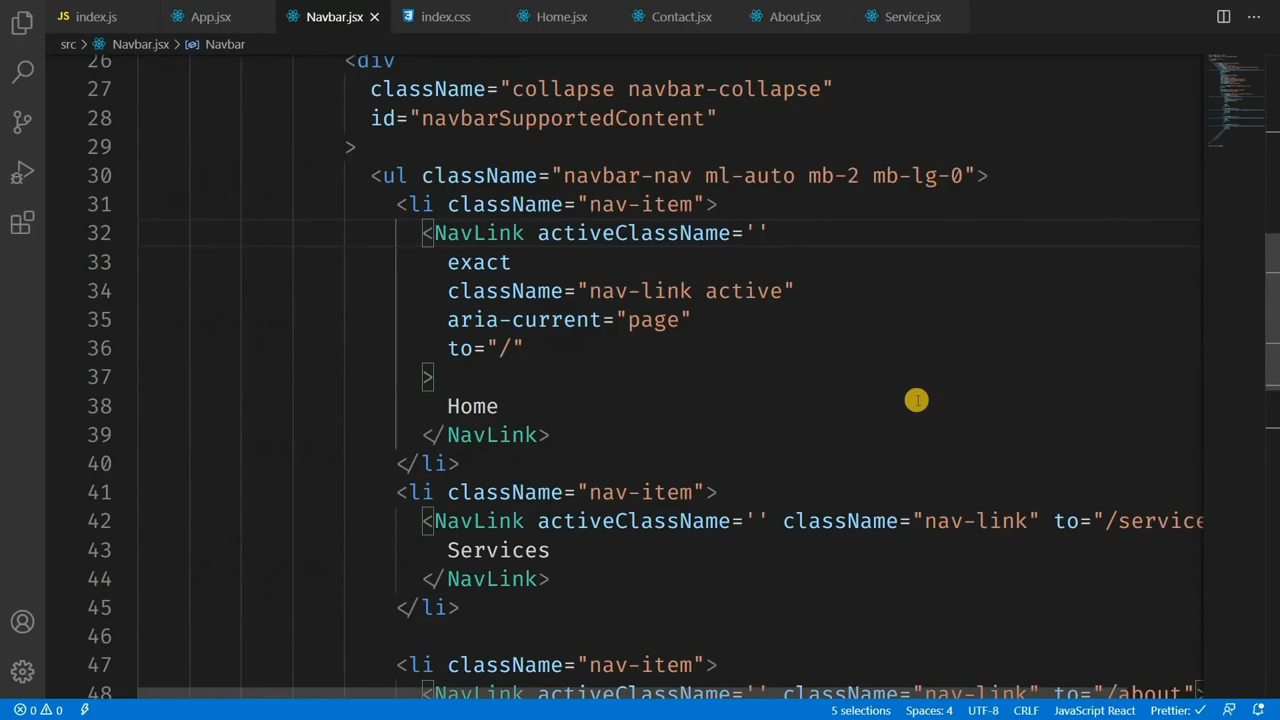 index.js App.jsx Navbar.jsx index.css Home.jsx Contact.jsx About.jsx Service.jsx
src > Navbar.jsx > Navbar
26 <div
27 className="collapse navbar-collapse"
28 id="navbarSupportedContent"
29 >
30 <ul className="navbar-nav ml-auto mb-2 mb-lg-0">
31 <li className="nav-item">
32 <NavLink activeClassName=''
33 exact
34 className="nav-link active"
35 aria-current="page"
36 to="/"
37 >
38 Home
39 </NavLink>
40 </li>
41 <li className="nav-item">
42 <NavLink activeClassName='' className="nav-link" to="/service
43 Services
44 </NavLink>
45 </li>
46
47 <li className="nav-item">
48 <NavLink activeClassName='' className="nav-link" to="/about">
0 0 5 selections Spaces: 4 UTF-8 CRLF JavaScript React Prettier: